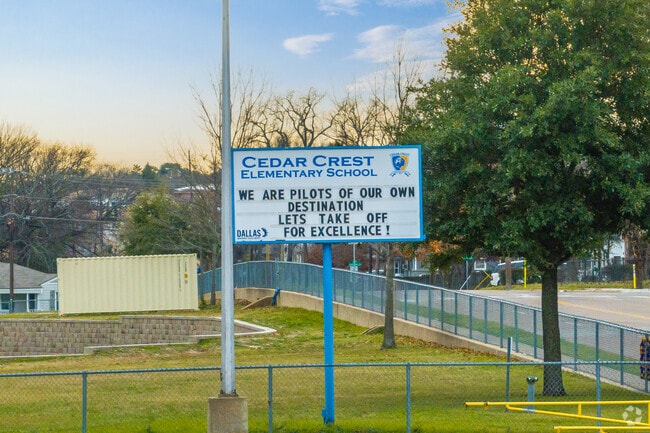 CEDAR CREST
ELEMENTARY SCHOOL
WE ARE PILOTS OF OUR OWN
DESTINATION
LETS TAKE OFF
FOR EXCELLENCE !
DALLAS